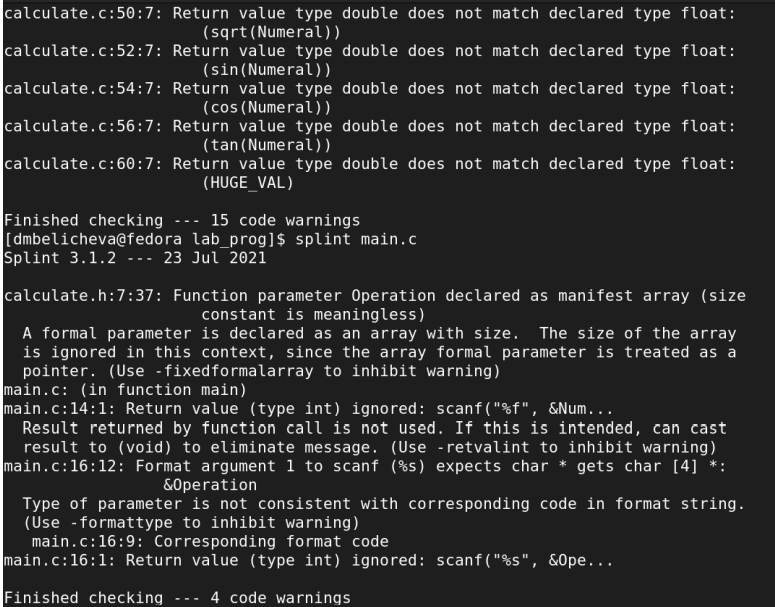 calculate.c:50:7: Return value type double does not match declared type float:
(sqrt(Numeral))
calculate.c:52:7: Return value type double does not match declared type float:
(sin(Numeral))
calculate.c:54:7: Return value type double does not match declared type float:
(cos(Numeral))
calculate.c:56:7: Return value type double does not match declared type float:
(tan(Numeral))
calculate.c:60:7: Return value type double does not match declared type float:
(HUGE_VAL)
Finished checking --- 15 code warnings
[dmbelicheva@fedora lab_prog]$ splint main.c
Splint 3.1.2 --- 23 Jul 2021
calculate.h:7:37: Function parameter Operation declared as manifest array (size
constant is meaningless)
A formal parameter is declared as an array with size.  The size of the array
is ignored in this context, since the array formal parameter is treated as a
pointer. (Use -fixedformalarray to inhibit warning)
main.c: (in function main)
main.c:14:1: Return value (type int) ignored: scanf("%f", &Num...
Result returned by function call is not used. If this is intended, can cast
result to (void) to eliminate message. (Use -retvalint to inhibit warning)
main.c:16:12: Format argument 1 to scanf (%s) expects char * gets char [4] *:
&Operation
Type of parameter is not consistent with corresponding code in format string.
(Use -formattype to inhibit warning)
main.c:16:9: Corresponding format code
main.c:16:1: Return value (type int) ignored: scanf("%s", &Ope...
Finished checking --- 4 code warnings